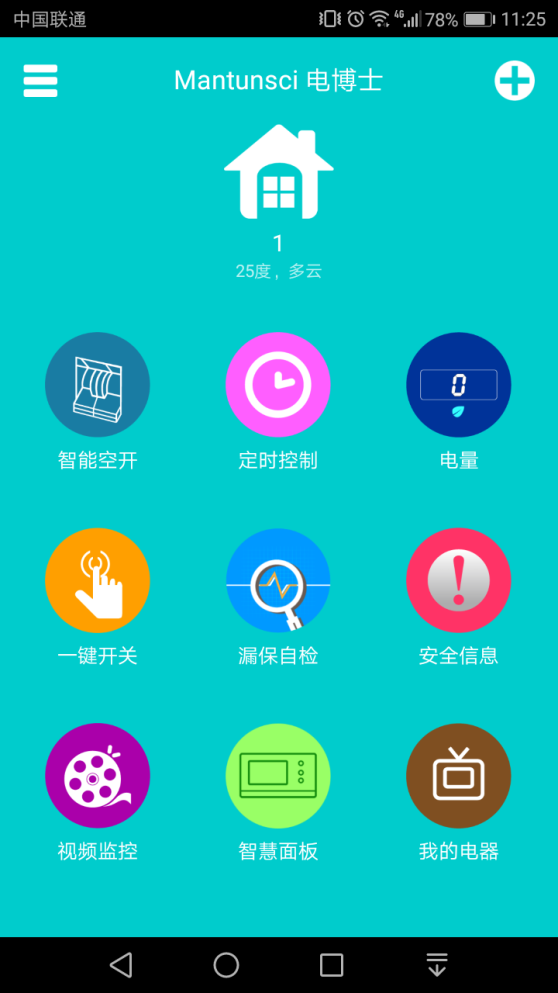 中国联通
4G
78%
11:25
Mantunsci 电博士
1
25度，多云
0
智能空开
定时控制
电量
一键开关
漏保自检
安全信息
视频监控
智慧面板
我的电器